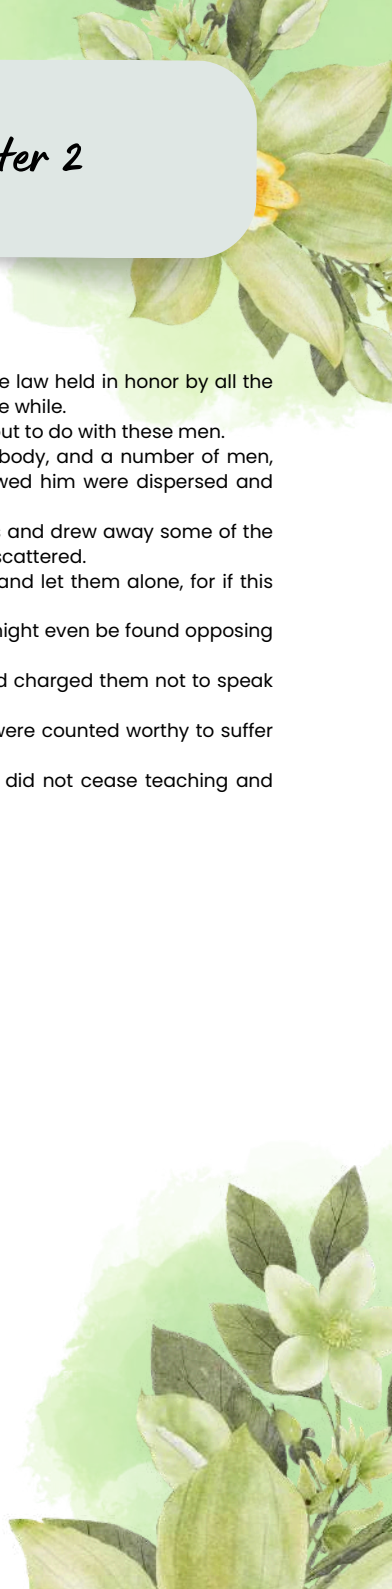 ter 2
e law held in honor by all the
e while.
ut to do with these men.
body, and a number of men,
wed him were dispersed and
s and drew away some of the
scattered.
and let them alone, for if this
night even be found opposing
d charged them not to speak
were counted worthy to suffer
did not cease teaching and